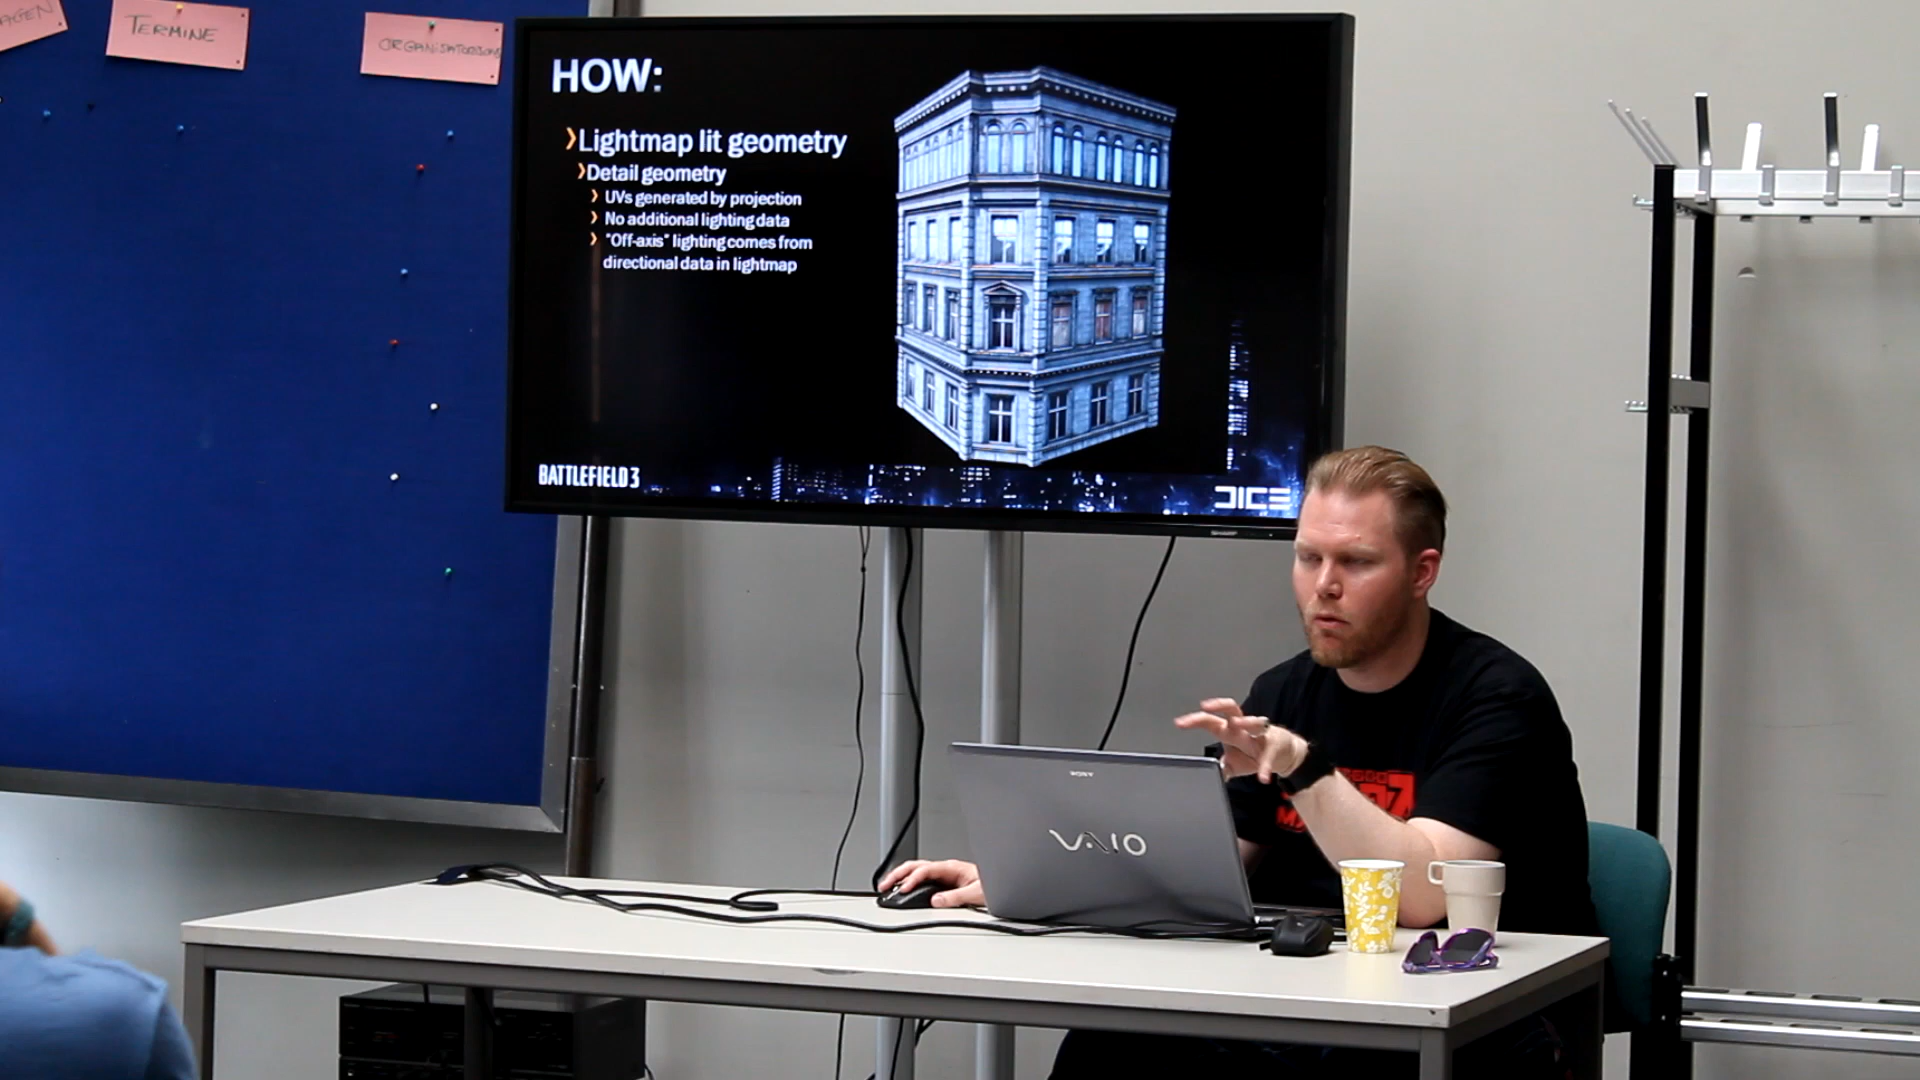 TERMINE
HOW:
Lightmap lit geometry
Detail geometry
UVs generated by projection
No additional lighting data
"Off-axis" lighting comes from
directional data in lightmap
BATTLEFIELD 3
DICE
SHARP
SONY
VAIO